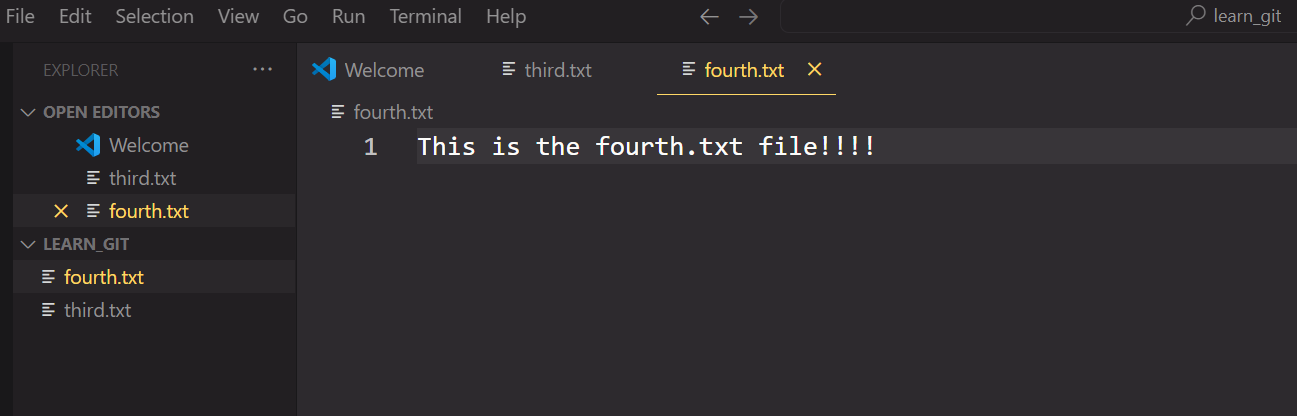 File Edit Selection View Go Run Terminal Help learn_git
EXPLORER ···
Welcome third.txt fourth.txt
OPEN EDITORS
fourth.txt
Welcome
1 This is the fourth.txt file!!!!
third.txt
fourth.txt
LEARN_GIT
fourth.txt
third.txt